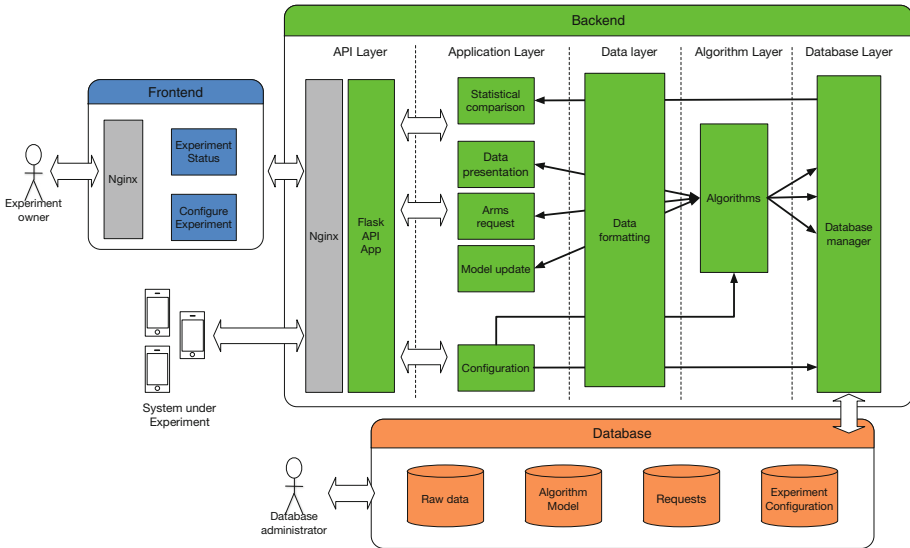 Backend
API Layer
Application Layer
Data layer
Algorithm Layer
Database Layer
Frontend
Nginx
Experiment
Status
Configure
Experiment
Experiment
owner
Nginx
Flask
API
App
Statistical
comparison
Data
presentation
Arms
request
Model update
Configuration
Data
formatting
Algorithms
Database
manager
System under
Experiment
Database
Raw data
Algorithm
Model
Requests
Experiment
Configuration
Database
administrator